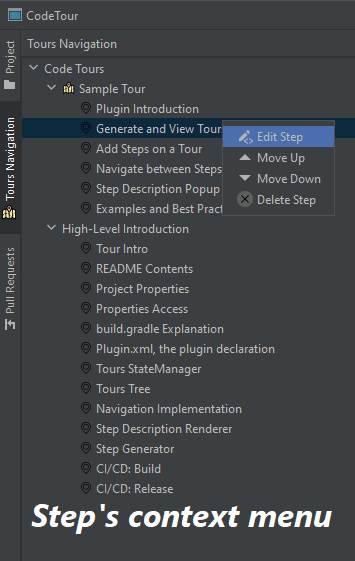 CodeTour
Project
Tours Navigation
Pull Requests
Tours Navigation
Code Tours
Sample Tour
Plugin Introduction
Generate and View Tours
Add Steps on a Tour
Navigate between Steps
Step Description Popup
Examples and Best Pract
Edit Step
Move Up
Move Down
Delete Step
High-Level Introduction
Tour Intro
README Contents
Project Properties
Properties Access
build.gradle Explanation
Plugin.xml, the plugin declaration
Tours StateManager
Tours Tree
Navigation Implementation
Step Description Renderer
Step Generator
CI/CD: Build
CI/CD: Release
Step's context menu